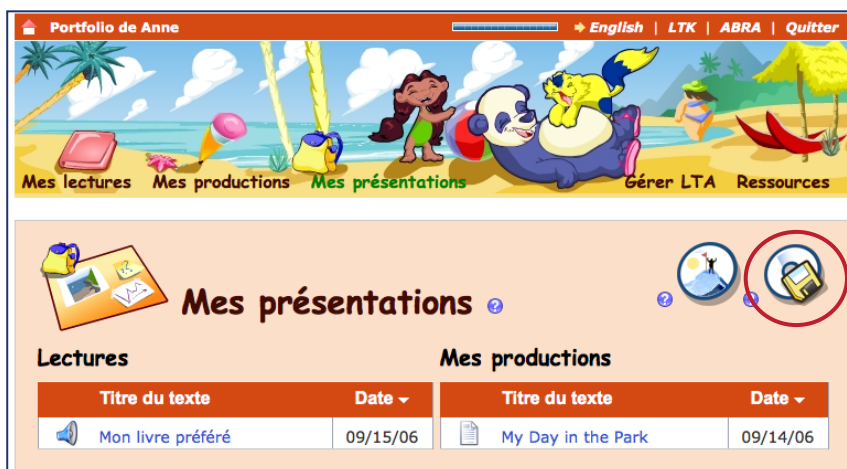 Portfolio de Anne English | LTK | ABRA | Quitter
Mes lectures Mes productions Mes présentations Gérer LTA Ressources
Mes présentations ? ? ?
Lectures Mes productions
Titre du texte Date Titre du texte Date
Mon livre préféré 09/15/06 My Day in the Park 09/14/06